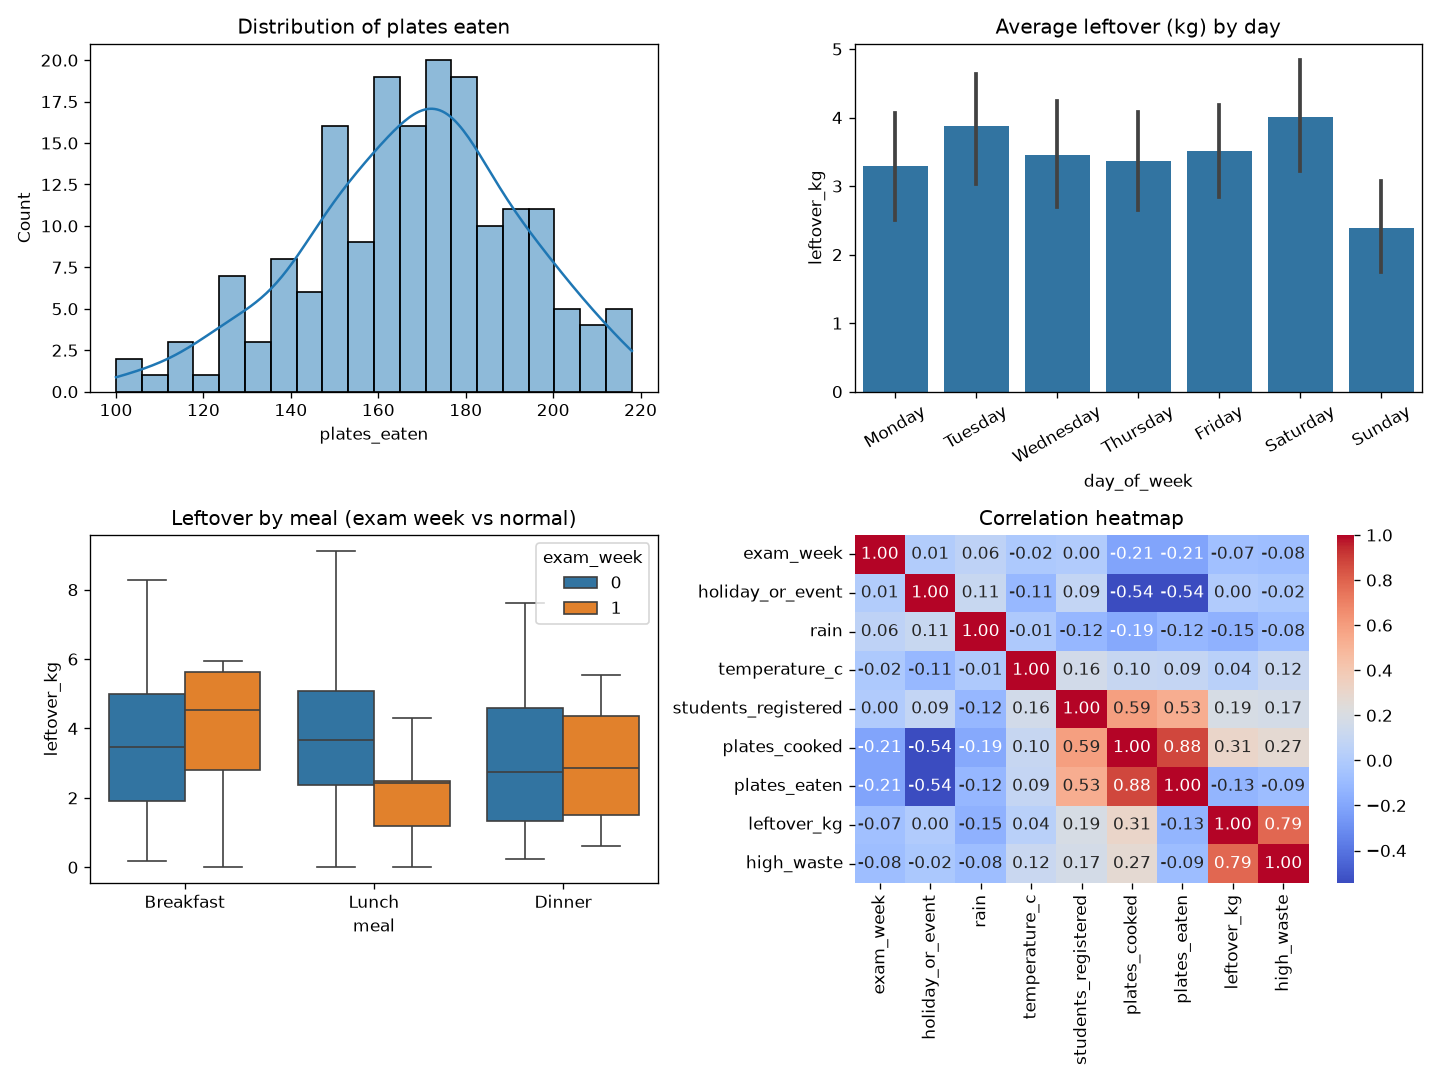 Distribution of plates eaten
20.0
17.5
15.0
12.5
10.0
7.5
5.0
2.5
0.0
Count
100 120 140 160 180 200 220
plates_eaten
Average leftover (kg) by day
5
4
3
2
1
0
leftover_kg
Monday Tuesday Wednesday Thursday Friday Saturday Sunday
day_of_week
Leftover by meal (exam week vs normal)
exam_week
0
1
8
6
4
2
0
leftover_kg
Breakfast Lunch Dinner
meal
Correlation heatmap
exam_week 1.00 0.01 0.06 -0.02 0.00 -0.21 -0.21 -0.07 -0.08
holiday_or_event 0.01 1.00 0.11 -0.11 0.09 -0.54 -0.54 0.00 -0.02
rain 0.06 0.11 1.00 -0.01 -0.12 -0.19 -0.12 -0.15 -0.08
temperature_c -0.02 -0.11 -0.01 1.00 0.16 0.10 0.09 0.04 0.12
students_registered 0.00 0.09 -0.12 0.16 1.00 0.59 0.53 0.19 0.17
plates_cooked -0.21 -0.54 -0.19 0.10 0.59 1.00 0.88 0.31 0.27
plates_eaten -0.21 -0.54 -0.12 0.09 0.53 0.88 1.00 -0.13 -0.09
leftover_kg -0.07 0.00 -0.15 0.04 0.19 0.31 -0.13 1.00 0.79
high_waste -0.08 -0.02 -0.08 0.12 0.17 0.27 -0.09 0.79 1.00
exam_week
holiday_or_event
rain
temperature_c
students_registered
plates_cooked
plates_eaten
leftover_kg
high_waste
1.0
0.8
0.6
0.4
0.2
0.0
−0.2
−0.4